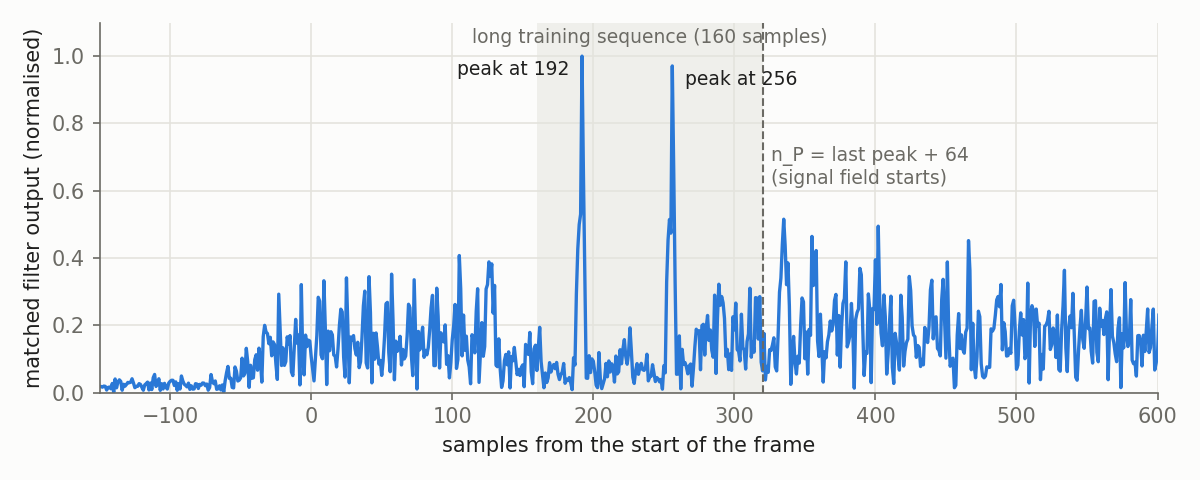 long training sequence (160 samples)
peak at 192
peak at 256
n_P = last peak + 64
(signal field starts)
matched filter output (normalised)
1.0
0.8
0.6
0.4
0.2
0.0
−100
0
100
200
300
400
500
600
samples from the start of the frame